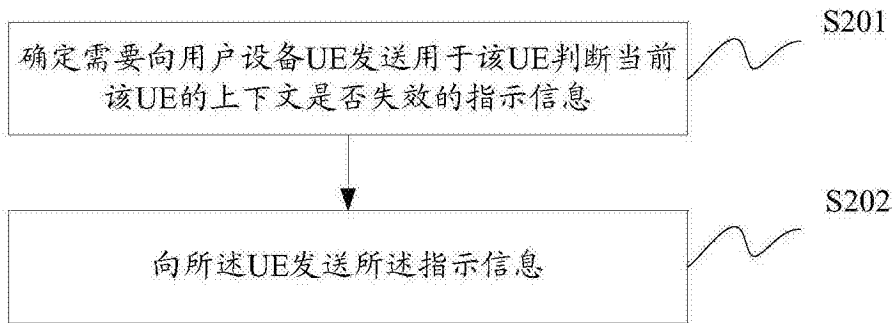 S201
确定需要向用户设备UE发送用于该UE判断当前
该UE的上下文是否失效的指示信息
S202
向所述UE发送所述指示信息